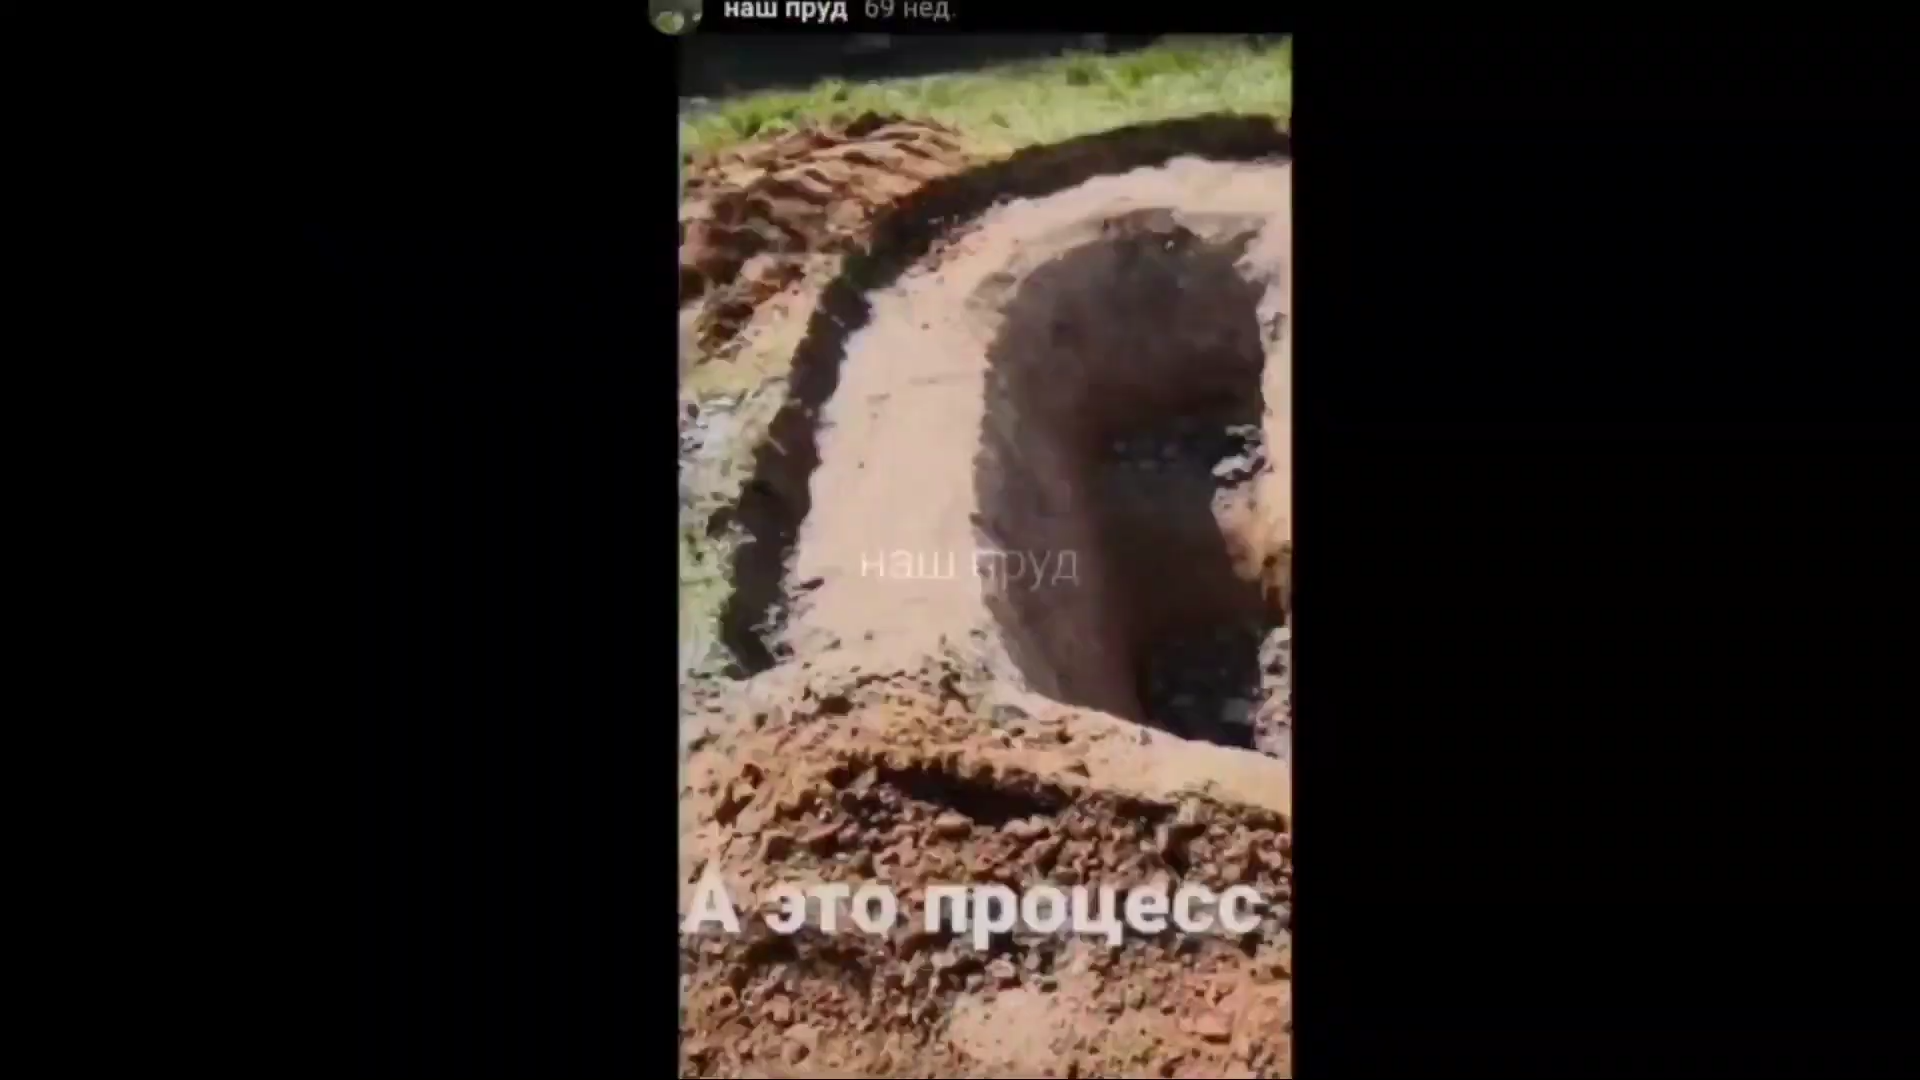 наш пруд 69 нед.
наш пруд
А это процесс